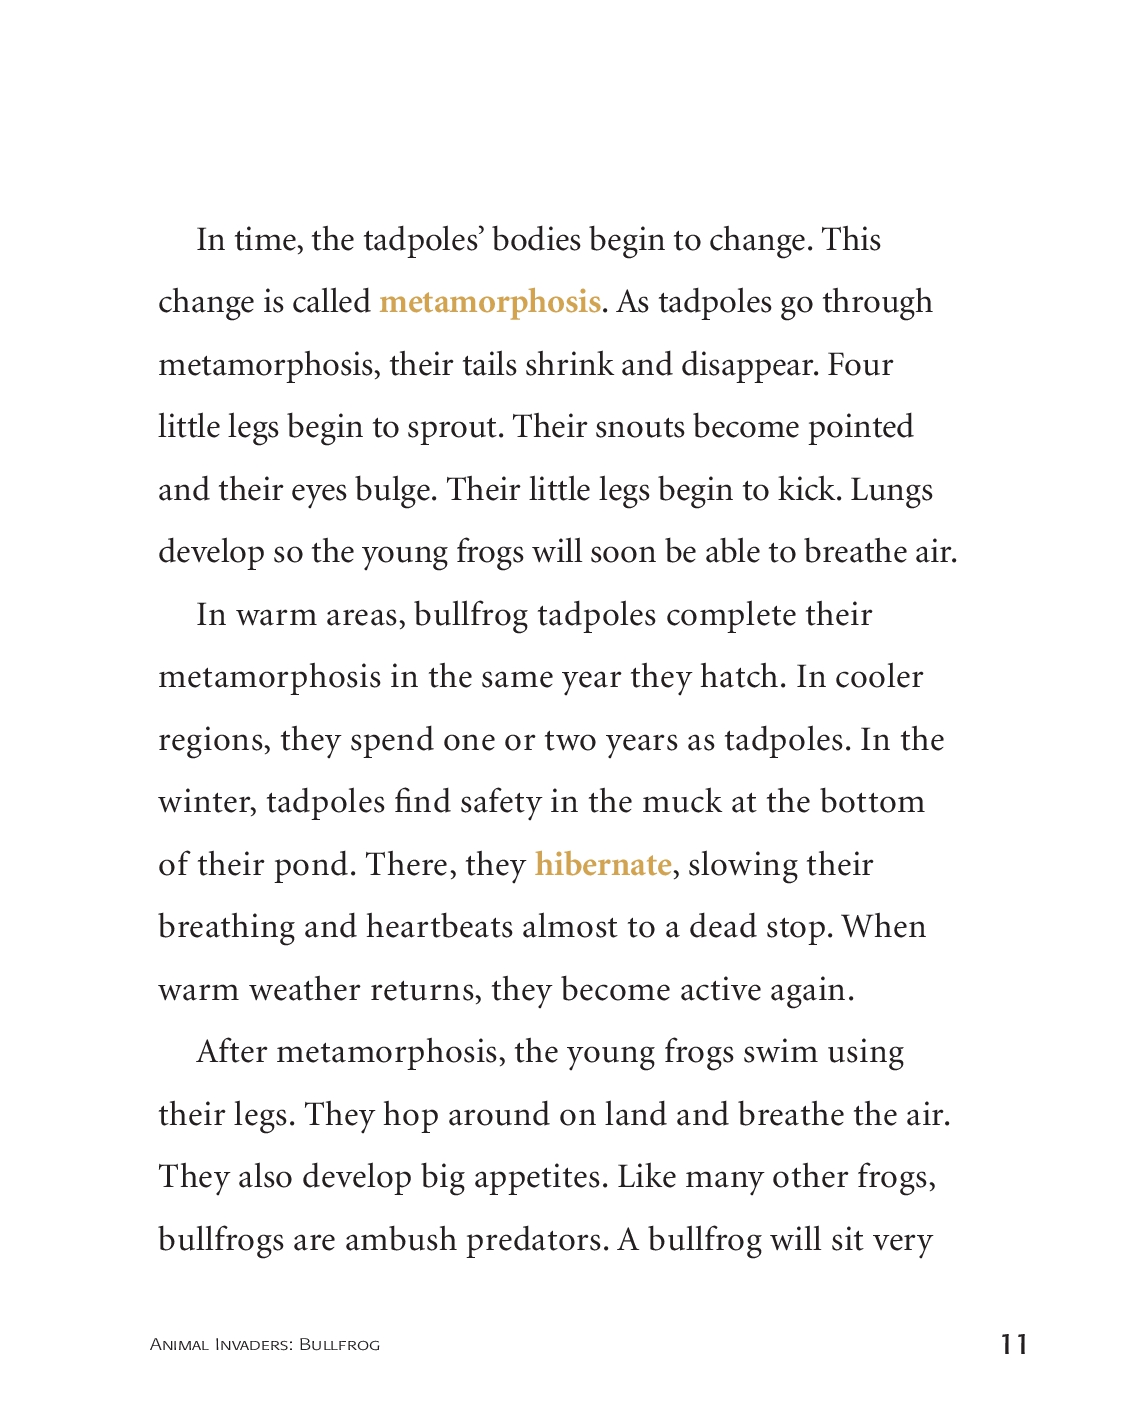 In time, the tadpoles’ bodies begin to change. This
change is called metamorphosis. As tadpoles go through
metamorphosis, their tails shrink and disappear. Four
little legs begin to sprout. Their snouts become pointed
and their eyes bulge. Their little legs begin to kick. Lungs
develop so the young frogs will soon be able to breathe air.
In warm areas, bullfrog tadpoles complete their
metamorphosis in the same year they hatch. In cooler
regions, they spend one or two years as tadpoles. In the
winter, tadpoles find safety in the muck at the bottom
of their pond. There, they hibernate, slowing their
breathing and heartbeats almost to a dead stop. When
warm weather returns, they become active again.
After metamorphosis, the young frogs swim using
their legs. They hop around on land and breathe the air.
They also develop big appetites. Like many other frogs,
bullfrogs are ambush predators. A bullfrog will sit very
Animal Invaders: Bullfrog 11